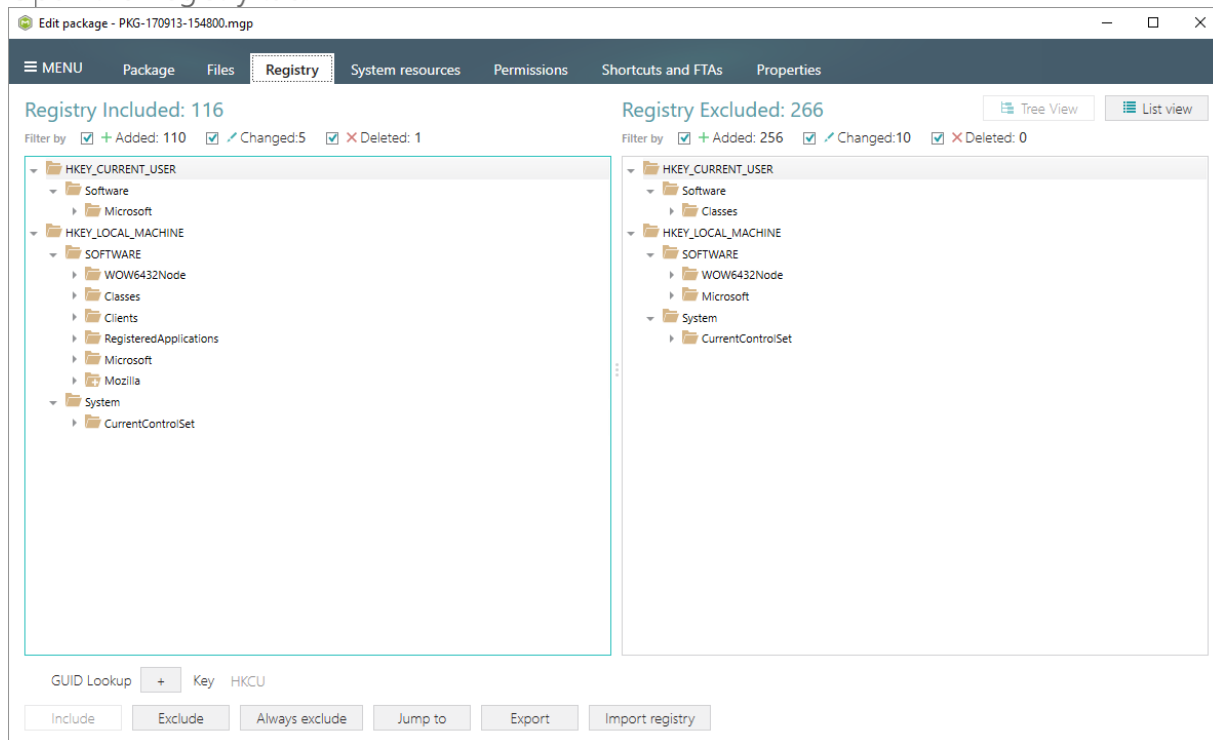 Edit package - PKG-170913-154800.mgp
MENU Package Files Registry System resources Permissions Shortcuts and FTAs Properties
Registry Included: 116
Filter by + Added: 110 Changed:5 Deleted: 1
HKEY_CURRENT_USER
Software
Microsoft
HKEY_LOCAL_MACHINE
SOFTWARE
WOW6432Node
Classes
Clients
RegisteredApplications
Microsoft
Mozilla
System
CurrentControlSet
Registry Excluded: 266
Tree View List view
Filter by + Added: 256 Changed:10 Deleted: 0
HKEY_CURRENT_USER
Software
Classes
HKEY_LOCAL_MACHINE
SOFTWARE
WOW6432Node
Microsoft
System
CurrentControlSet
GUID Lookup + Key HKCU
Include Exclude Always exclude Jump to Export Import registry